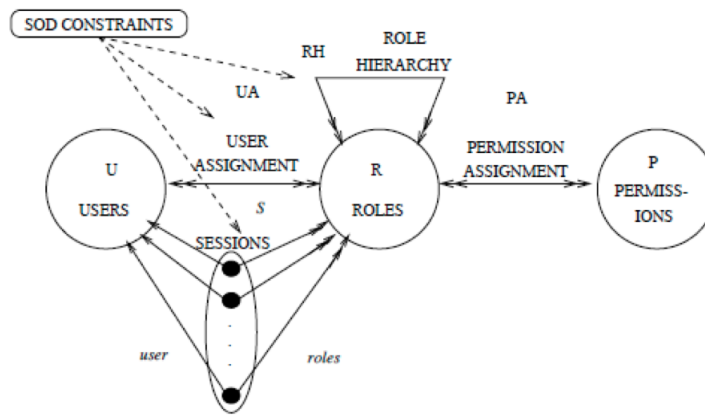 SOD CONSTRAINTS
RH
ROLE
HIERARCHY
UA
PA
USER
ASSIGNMENT
PERMISSION
ASSIGNMENT
U
USERS
R
ROLES
P
PERMISS-
IONS
S
SESSIONS
user
roles